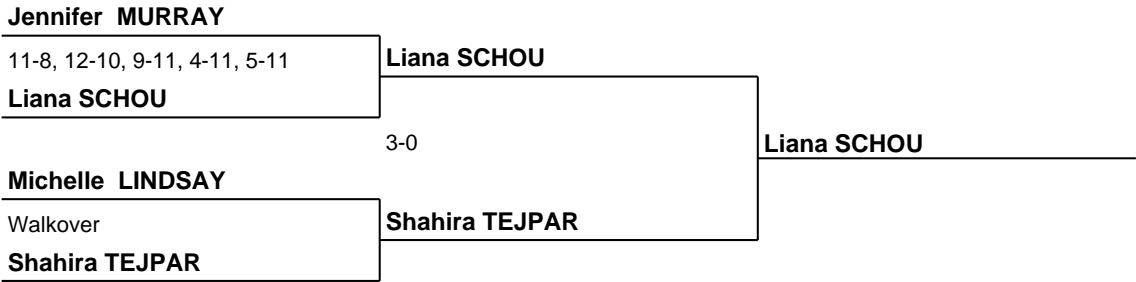 Jennifer MURRAY
11-8, 12-10, 9-11, 4-11, 5-11
Liana SCHOU
Liana SCHOU
3-0
Liana SCHOU
Michelle LINDSAY
Walkover
Shahira TEJPAR
Shahira TEJPAR